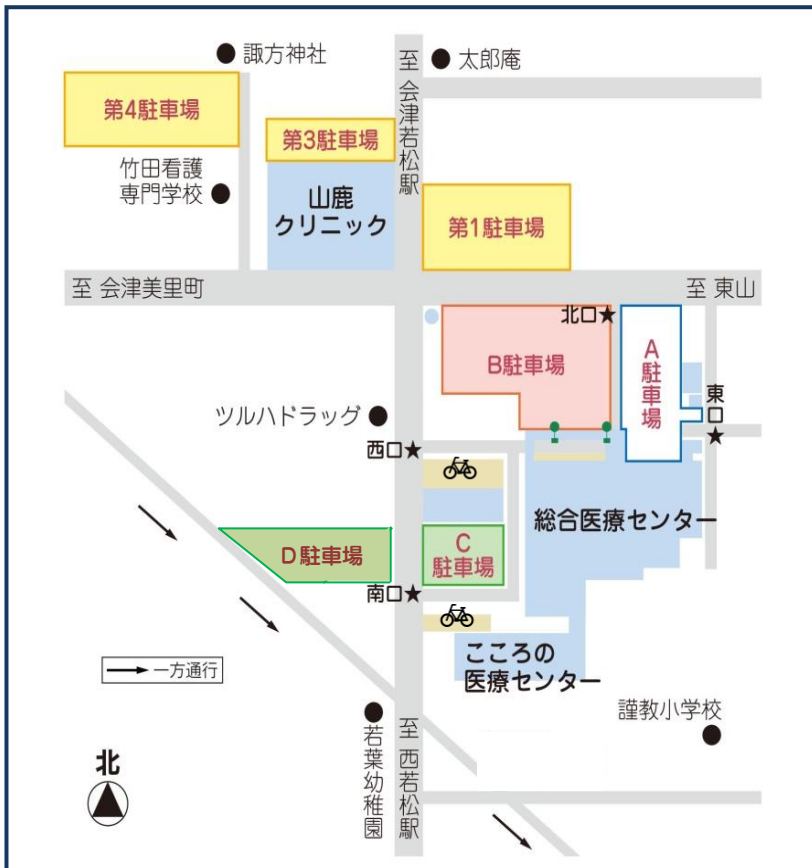 諏方神社
至 会津若松駅
太郎庵
第4駐車場
第3駐車場
竹田看護
専門学校
山鹿
クリニック
第1駐車場
至 会津美里町
至 東山
北口★
B駐車場
A駐車場
東口★
ツルハドラッグ
西口★
総合医療センター
D駐車場
C
駐車場
南口★
こころの
医療センター
一方通行
謹教小学校
若葉幼稚園
至 西若松駅
北